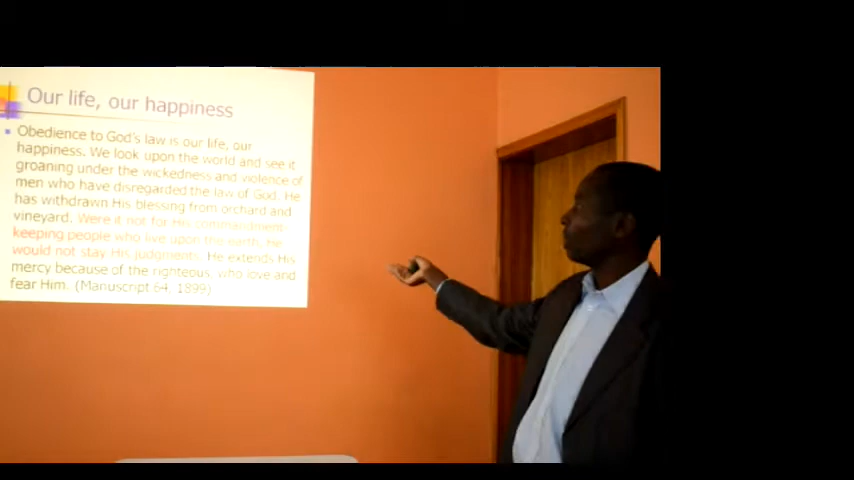 Our life, our happiness
Obedience to God's law is our life, our
happiness. We look upon the world and see it
groaning under the wickedness and violence of
men who have disregarded the law of God. He
has withdrawn His blessing from orchard and
vineyard. Were it not for His commandment-
keeping people who live upon the earth, He
would not stay His judgments. He extends His
mercy because of the righteous, who love and
fear Him. (Manuscript 64, 1899)